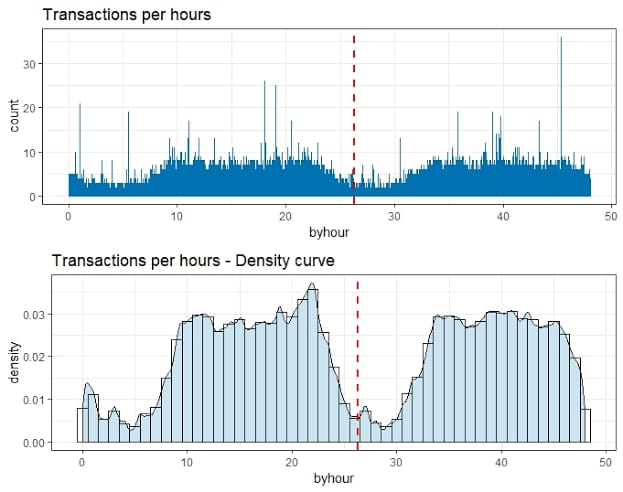 Transactions per hours
count
30
20
10
0
0 10 20 30 40 50
byhour
Transactions per hours - Density curve
density
0.03
0.02
0.01
0.00
0 10 20 30 40 50
byhour